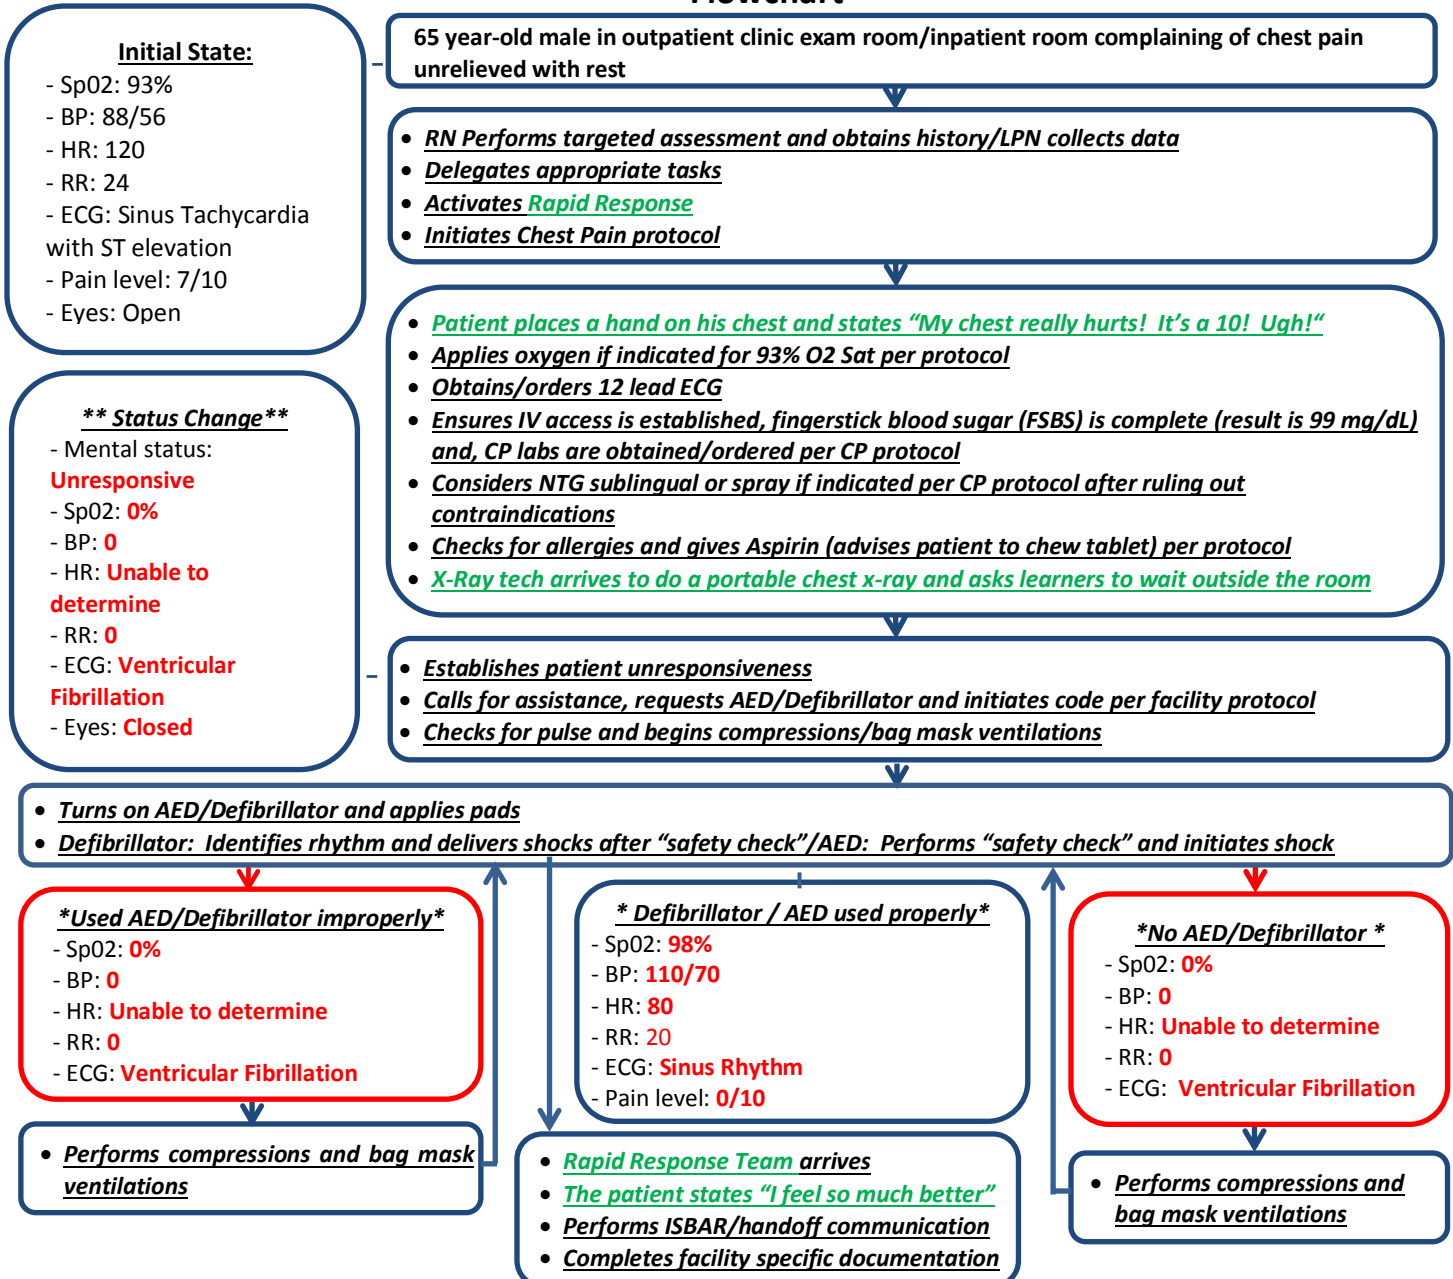 Flowchart
65 year-old male in outpatient clinic exam room/inpatient room complaining of chest pain
unrelieved with rest
Initial State:
- Sp02: 93%
- BP: 88/56
- HR: 120
- RR: 24
- ECG: Sinus Tachycardia
with ST elevation
- Pain level: 7/10
- Eyes: Open
• RN Performs targeted assessment and obtains history/LPN collects data
• Delegates appropriate tasks
• Activates Rapid Response
• Initiates Chest Pain protocol
• Patient places a hand on his chest and states “My chest really hurts! It’s a 10! Ugh!“
• Applies oxygen if indicated for 93% O2 Sat per protocol
• Obtains/orders 12 lead ECG
• Ensures IV access is established, fingerstick blood sugar (FSBS) is complete (result is 99 mg/dL)
and, CP labs are obtained/ordered per CP protocol
• Considers NTG sublingual or spray if indicated per CP protocol after ruling out
contraindications
• Checks for allergies and gives Aspirin (advises patient to chew tablet) per protocol
• X-Ray tech arrives to do a portable chest x-ray and asks learners to wait outside the room
** Status Change**
- Mental status:
Unresponsive
- Sp02: 0%
- BP: 0
- HR: Unable to
determine
- RR: 0
- ECG: Ventricular
Fibrillation
- Eyes: Closed
• Establishes patient unresponsiveness
• Calls for assistance, requests AED/Defibrillator and initiates code per facility protocol
• Checks for pulse and begins compressions/bag mask ventilations
• Turns on AED/Defibrillator and applies pads
• Defibrillator: Identifies rhythm and delivers shocks after “safety check”/AED: Performs “safety check” and initiates shock
*Used AED/Defibrillator improperly*
- Sp02: 0%
- BP: 0
- HR: Unable to determine
- RR: 0
- ECG: Ventricular Fibrillation
• Performs compressions and bag mask
ventilations
* Defibrillator / AED used properly*
- Sp02: 98%
- BP: 110/70
- HR: 80
- RR: 20
- ECG: Sinus Rhythm
- Pain level: 0/10
• Rapid Response Team arrives
• The patient states “I feel so much better”
• Performs ISBAR/handoff communication
• Completes facility specific documentation
*No AED/Defibrillator *
- Sp02: 0%
- BP: 0
- HR: Unable to determine
- RR: 0
- ECG: Ventricular Fibrillation
• Performs compressions and
bag mask ventilations